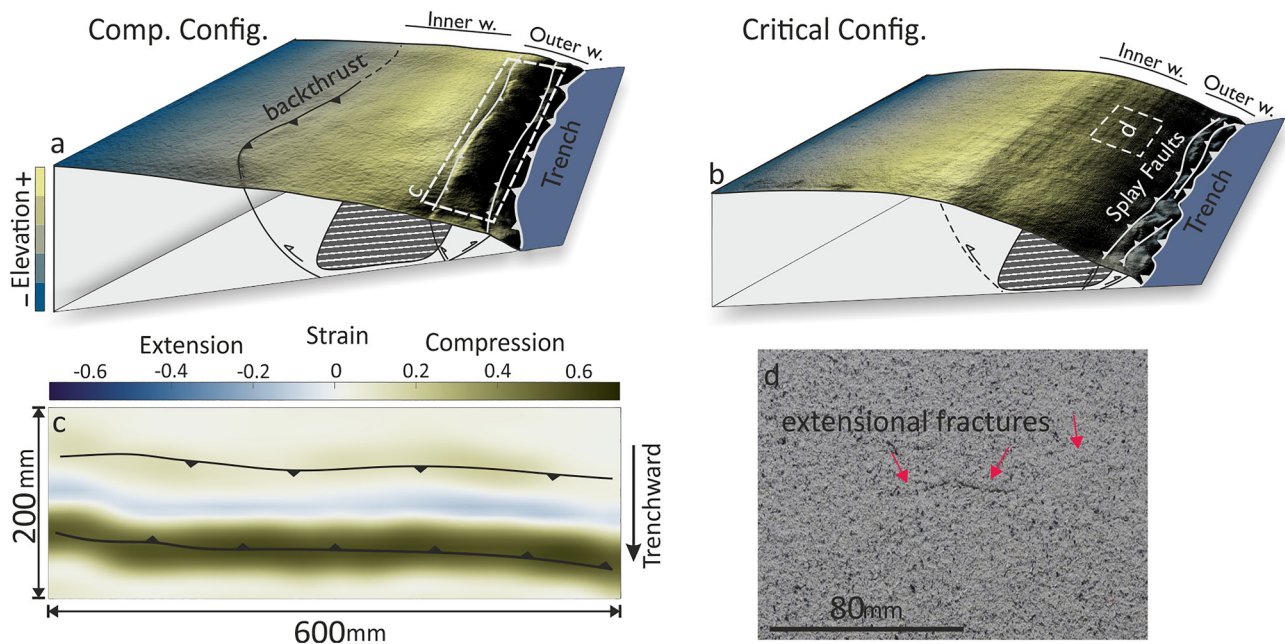 Comp. Config.
Inner w.
Outer w.
backthrust
a
c
Trench
− Elevation +
Critical Config.
Inner w.
Outer w.
d
b
Splay Faults
Trench
Strain
Extension
Compression
-0.6
-0.4
-0.2
0
0.2
0.4
0.6
c
200mm
Trenchward
600mm
d
extensional fractures
80mm